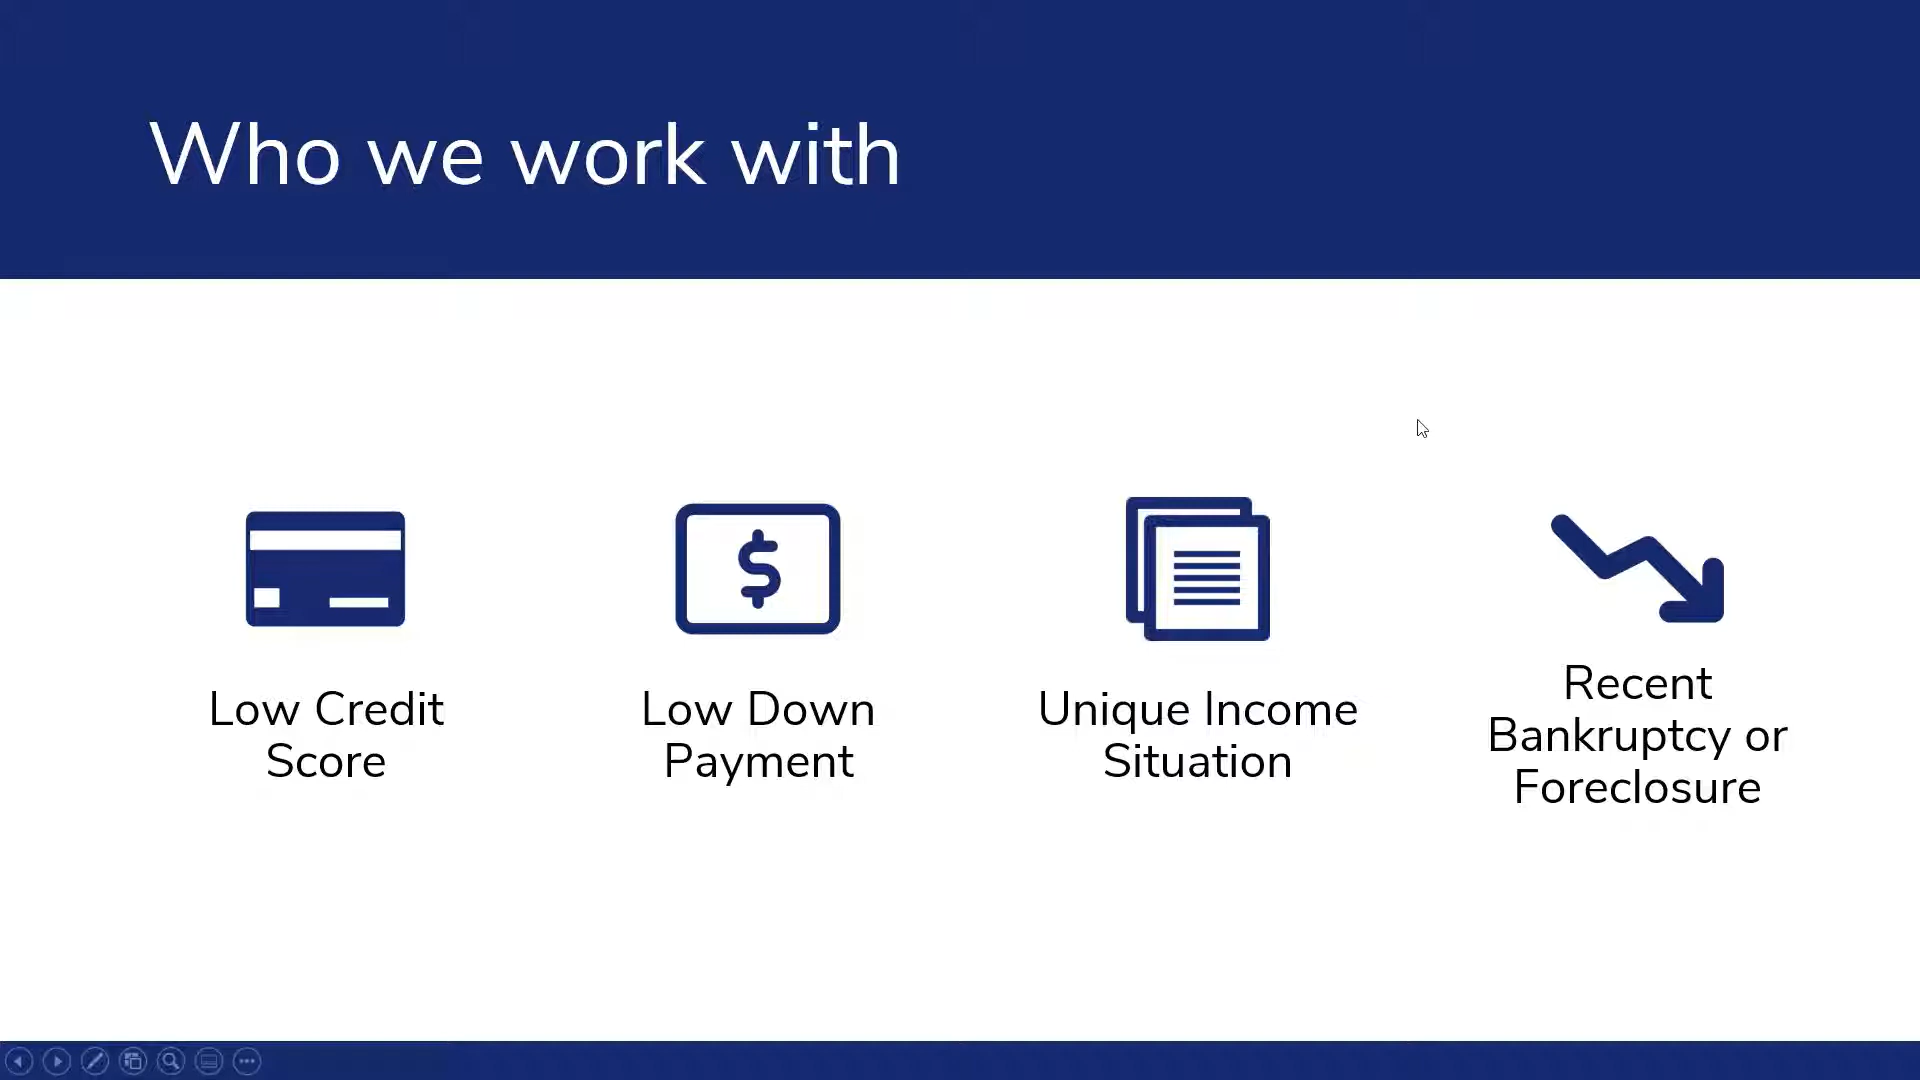 Who we work with
$
Low Credit
Score
Low Down
Payment
Unique Income
Situation
Recent
Bankruptcy or
Foreclosure